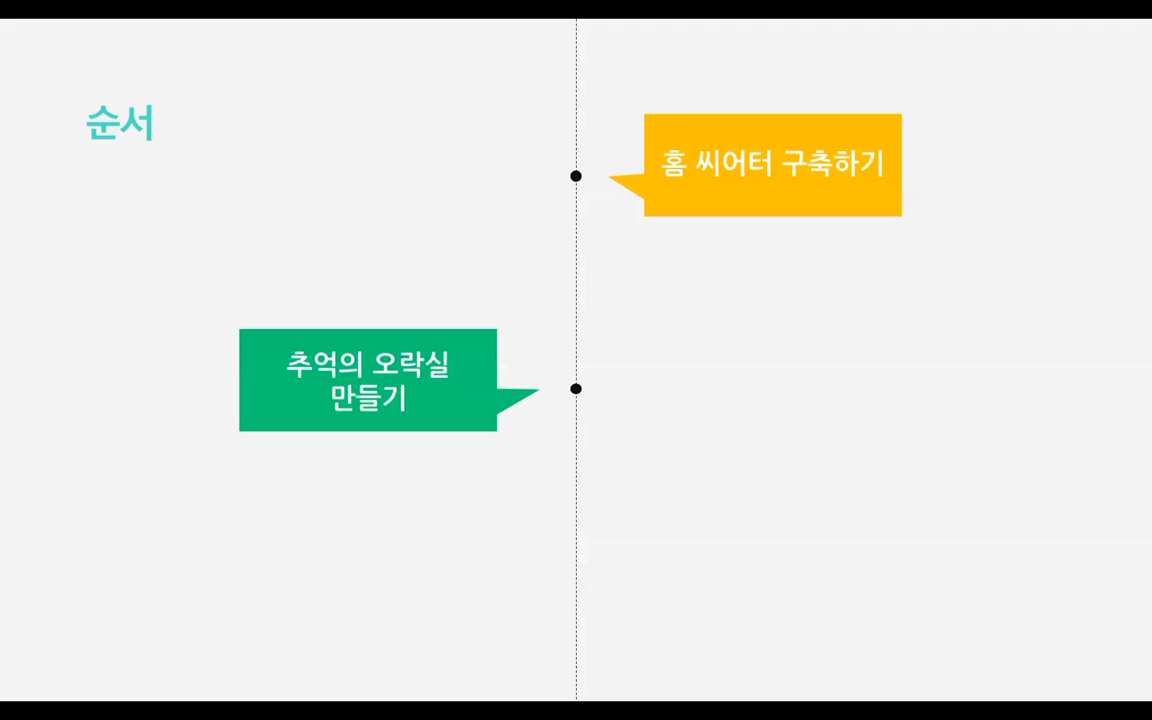 순서
홈 씨어터 구축하기
추억의 오락실
만들기